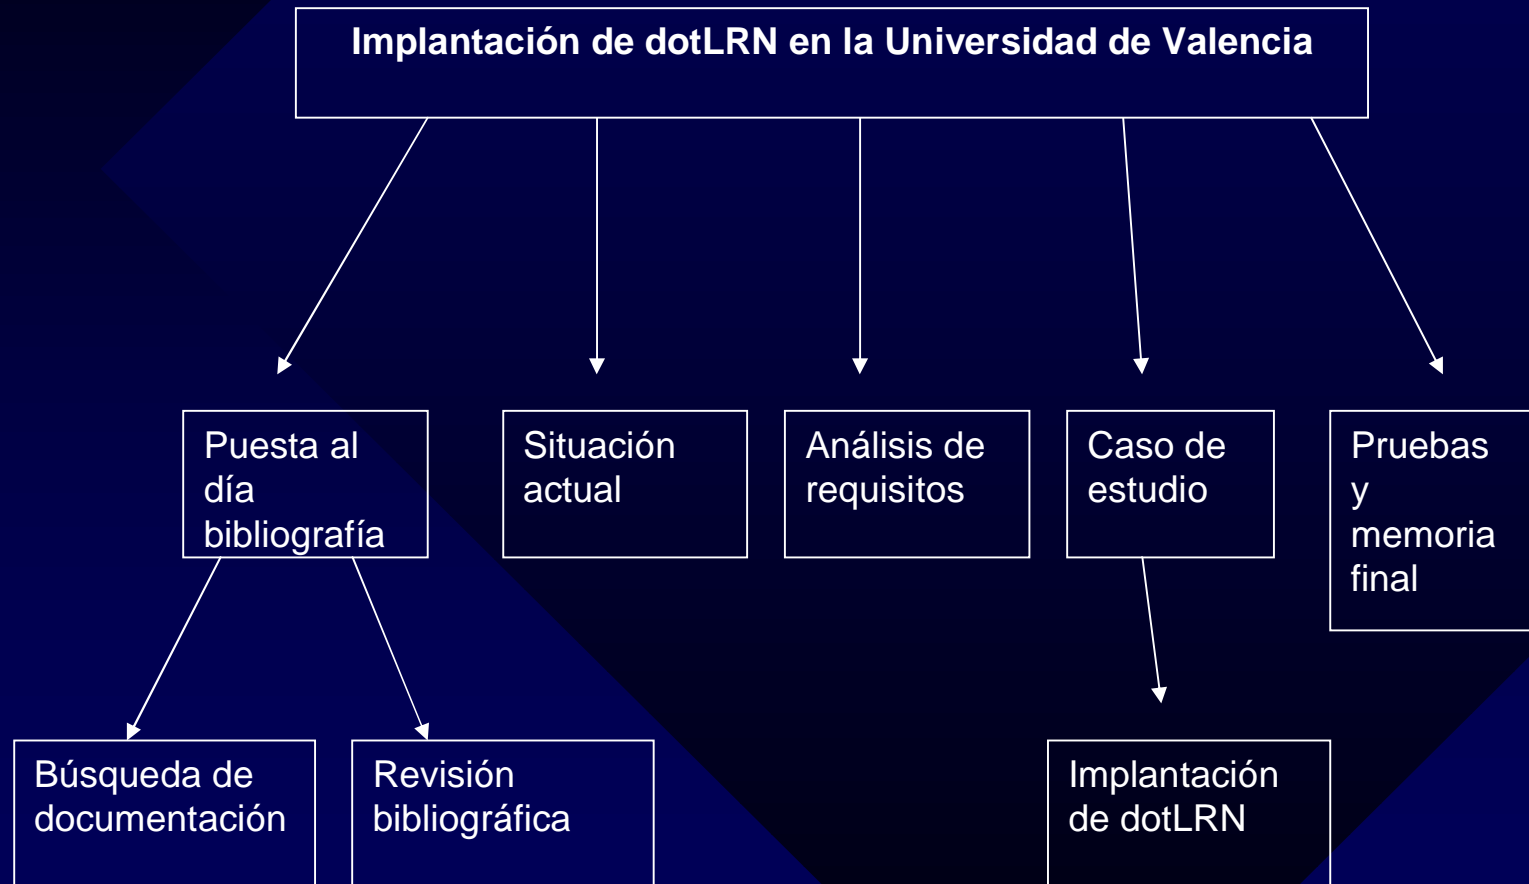 Implantación de dotLRN en la Universidad de Valencia
Puesta al
día
bibliografía
Situación
actual
Análisis de
requisitos
Caso de
estudio
Pruebas
y
memoria
final
Búsqueda de
documentación
Revisión
bibliográfica
Implantación
de dotLRN